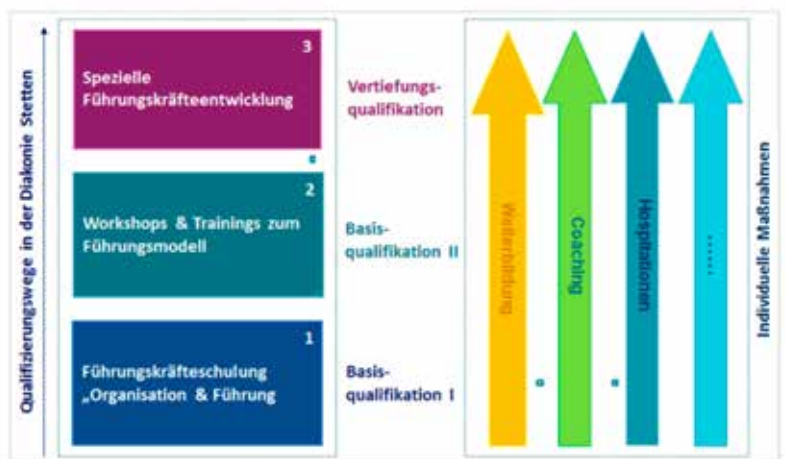 Qualifizierungswege in der Diakonie Stetten
3
Spezielle
Führungskräfteentwicklung
Vertiefungs-
qualifikation
2
Workshops & Trainings zum
Führungsmodell
Basis-
qualifikation II
1
Führungskräfteschulung
„Organisation & Führung
Basis-
qualifikation I
Weiterbildung
Coaching
Hospitationen
......
Individuelle Maßnahmen